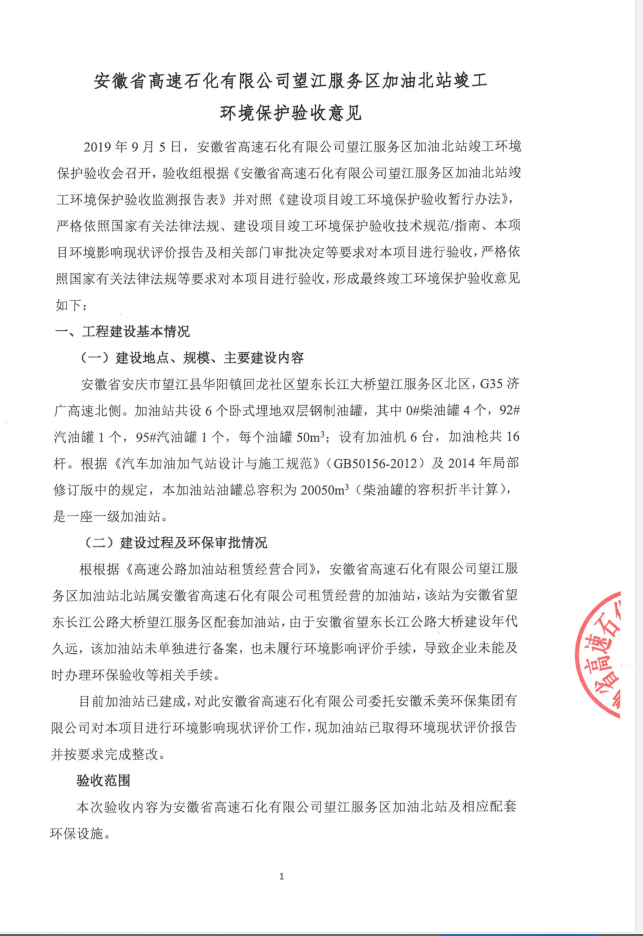 安徽省高速石化有限公司望江服务区加油北站竣工
环境保护验收意见
2019 年 9 月 5 日，安徽省高速石化有限公司望江服务区加油北站竣工环境
保护验收会召开，验收组根据《安徽省高速石化有限公司望江服务区加油北站竣
工环境保护验收监测报告表》并对照《建设项目竣工环境保护验收暂行办法》，
严格依照国家有关法律法规、建设项目竣工环境保护验收技术规范/指南、本项
目环境影响现状评价报告及相关部门审批决定等要求对本项目进行验收，严格依
照国家有关法律法规等要求对本项目进行验收，形成最终竣工环境保护验收意见
如下：
一、工程建设基本情况
（一）建设地点、规模、主要建设内容
安徽省安庆市望江县华阳镇回龙社区望东长江大桥望江服务区北区，G35 济
广高速北侧。加油站共设 6 个卧式埋地双层钢制油罐，其中 0#柴油罐 4 个，92#
汽油罐 1 个，95#汽油罐 1 个，每个油罐 50m³；设有加油机 6 台，加油枪共 16
杆。根据《汽车加油加气站设计与施工规范》（GB50156-2012）及 2014 年局部
修订版中的规定，本加油站油罐总容积为 20050m³（柴油罐的容积折半计算），
是一座一级加油站。
（二）建设过程及环保审批情况
根根据《高速公路加油站租赁经营合同》，安徽省高速石化有限公司望江服
务区加油站北站属安徽省高速石化有限公司租赁经营的加油站，该站为安徽省望
东长江公路大桥望江服务区配套加油站，由于安徽省望东长江公路大桥建设年代
久远，该加油站未单独进行备案，也未履行环境影响评价手续，导致企业未能及
时办理环保验收等相关手续。
目前加油站已建成，对此安徽省高速石化有限公司委托安徽禾美环保集团有
限公司对本项目进行环境影响现状评价工作，现加油站已取得环境现状评价报告
并按要求完成整改。
验收范围
本次验收内容为安徽省高速石化有限公司望江服务区加油北站及相应配套
环保设施。
省高速石
1